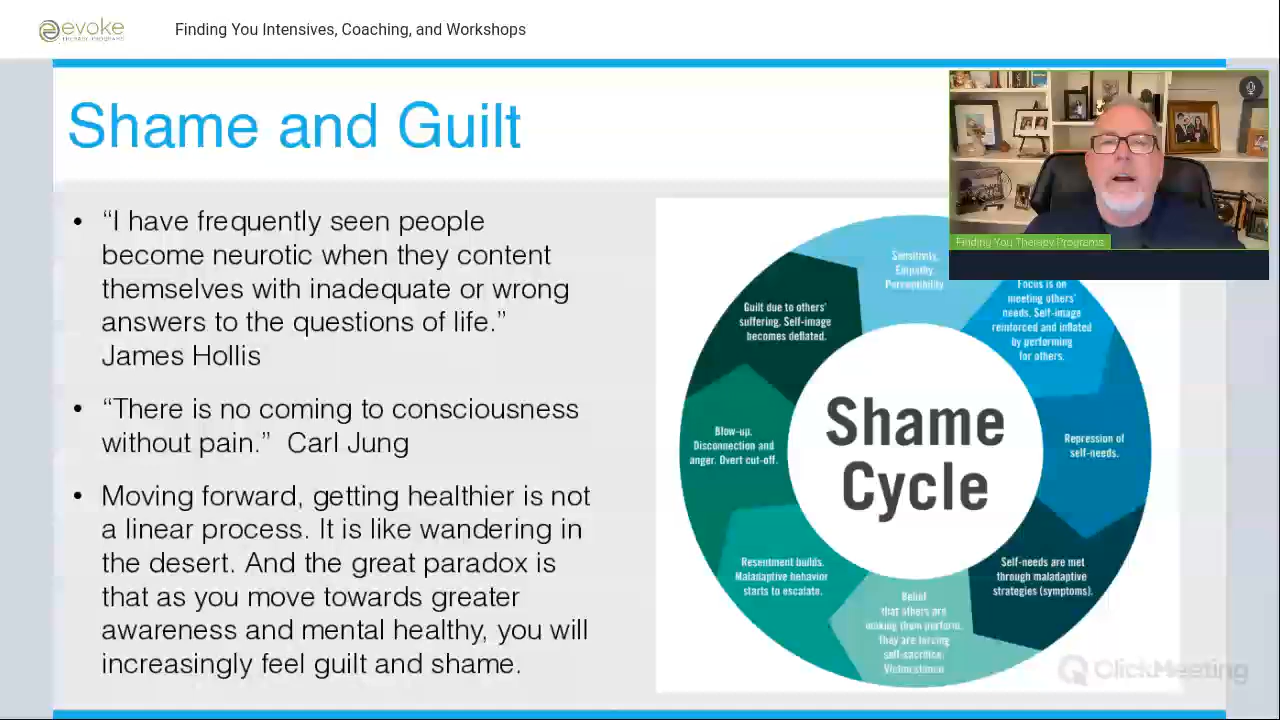 evoke
THERAPY PROGRAMS
Finding You Intensives, Coaching, and Workshops
Shame and Guilt
• “I have frequently seen people
become neurotic when they content
themselves with inadequate or wrong
answers to the questions of life.”
James Hollis
• “There is no coming to consciousness
without pain.” Carl Jung
• Moving forward, getting healthier is not
a linear process. It is like wandering in
the desert. And the great paradox is
that as you move towards greater
awareness and mental healthy, you will
increasingly feel guilt and shame.
Finding You Therapy Programs
Sensitivity,
Empathy
Perceptibility
Focus is on
meeting others'
needs. Self-image
reinforced and inflated
by performing
for others.
Repression of
self-needs.
Self-needs are met
through maladaptive
strategies (symptoms).
Belief
that others are
making them perform.
They are forcing
self-sacrifice.
Victmostimen
Resentment builds.
Maladaptive behavior
starts to escalate.
Blow-up.
Disconnection and
anger. Overt cut-off.
Guilt due to others'
suffering. Self-image
becomes deflated.
Shame
Cycle
ClickMeeting